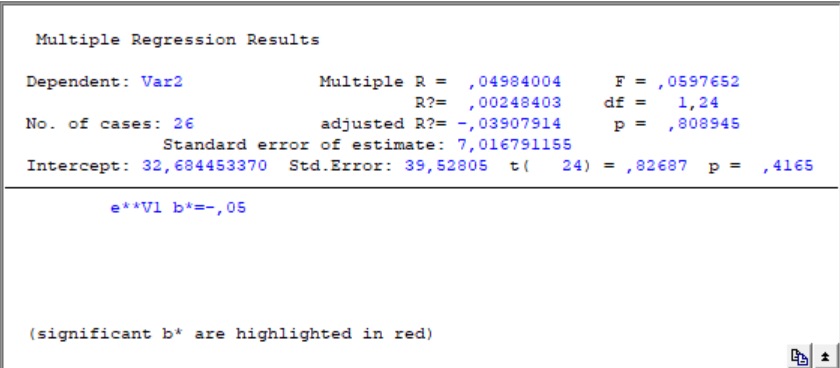 Multiple Regression Results
Dependent: Var2 Multiple R = ,04984004 F = ,0597652
R?= ,00248403 df = 1,24
No. of cases: 26 adjusted R?= -,03907914 p = ,808945
Standard error of estimate: 7,016791155
Intercept: 32,684453370 Std.Error: 39,52805 t( 24) = ,82687 p = ,4165
e**V1 b*=-,05
(significant b* are highlighted in red)